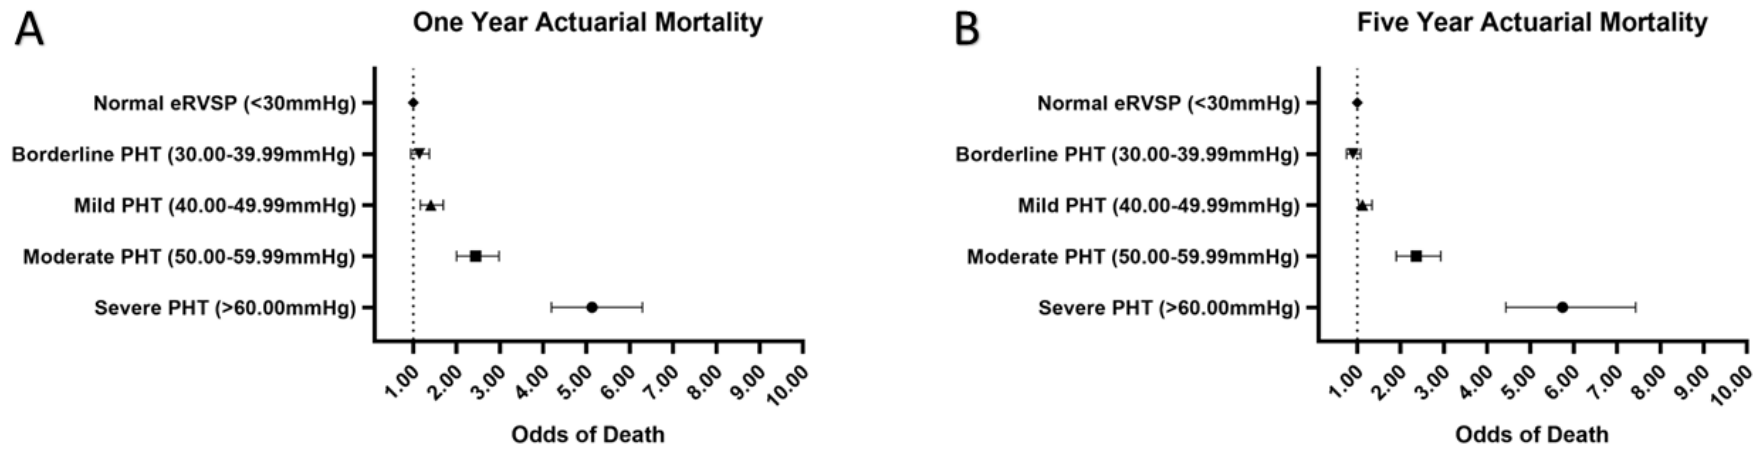 A
One Year Actuarial Mortality
Normal eRVSP (<30mmHg)
Borderline PHT (30.00-39.99mmHg)
Mild PHT (40.00-49.99mmHg)
Moderate PHT (50.00-59.99mmHg)
Severe PHT (>60.00mmHg)
1.00 2.00 3.00 4.00 5.00 6.00 7.00 8.00 9.00 10.00
Odds of Death
B
Five Year Actuarial Mortality
Normal eRVSP (<30mmHg)
Borderline PHT (30.00-39.99mmHg)
Mild PHT (40.00-49.99mmHg)
Moderate PHT (50.00-59.99mmHg)
Severe PHT (>60.00mmHg)
1.00 2.00 3.00 4.00 5.00 6.00 7.00 8.00 9.00 10.00
Odds of Death